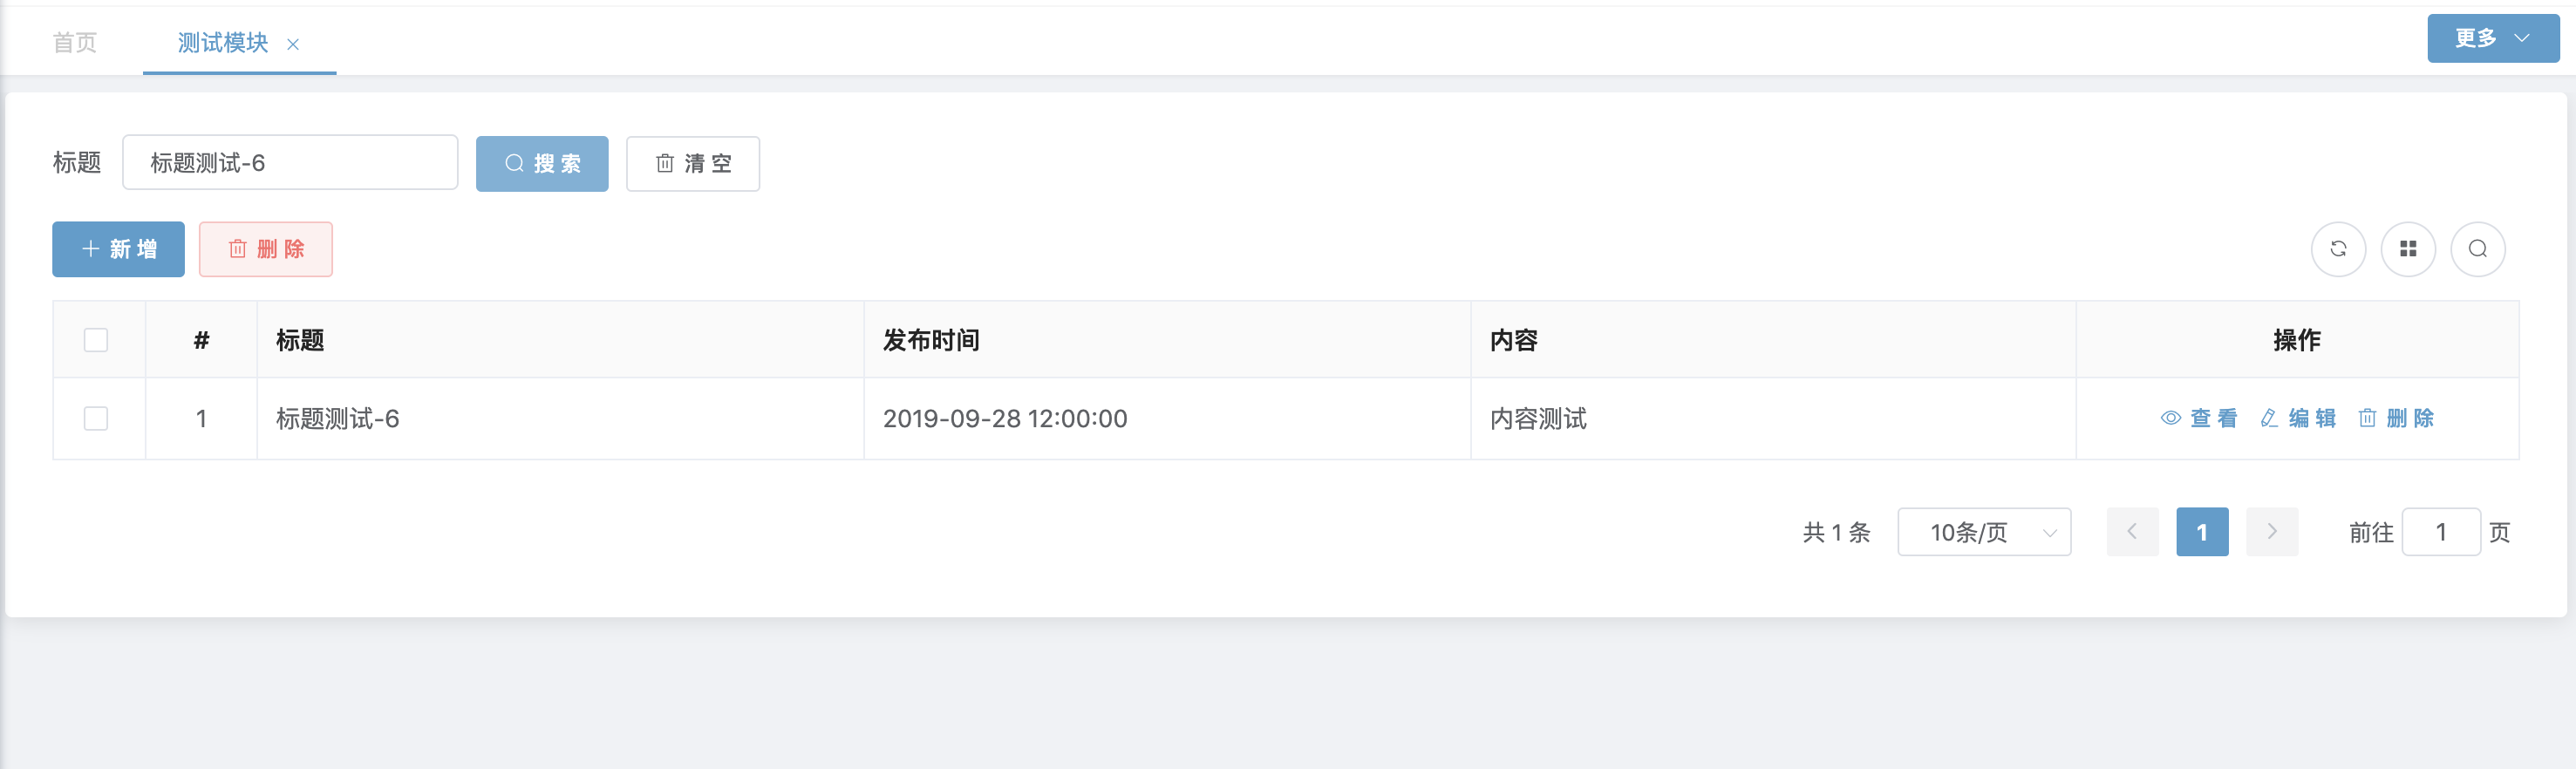 首页 测试模块 更多
标题 标题测试-6 搜 索 清 空
新 增 删 除
# 标题 发布时间 内容 操作
1 标题测试-6 2019-09-28 12:00:00 内容测试 查 看 编 辑 删 除
共 1 条 10条/页 1 前往 1 页